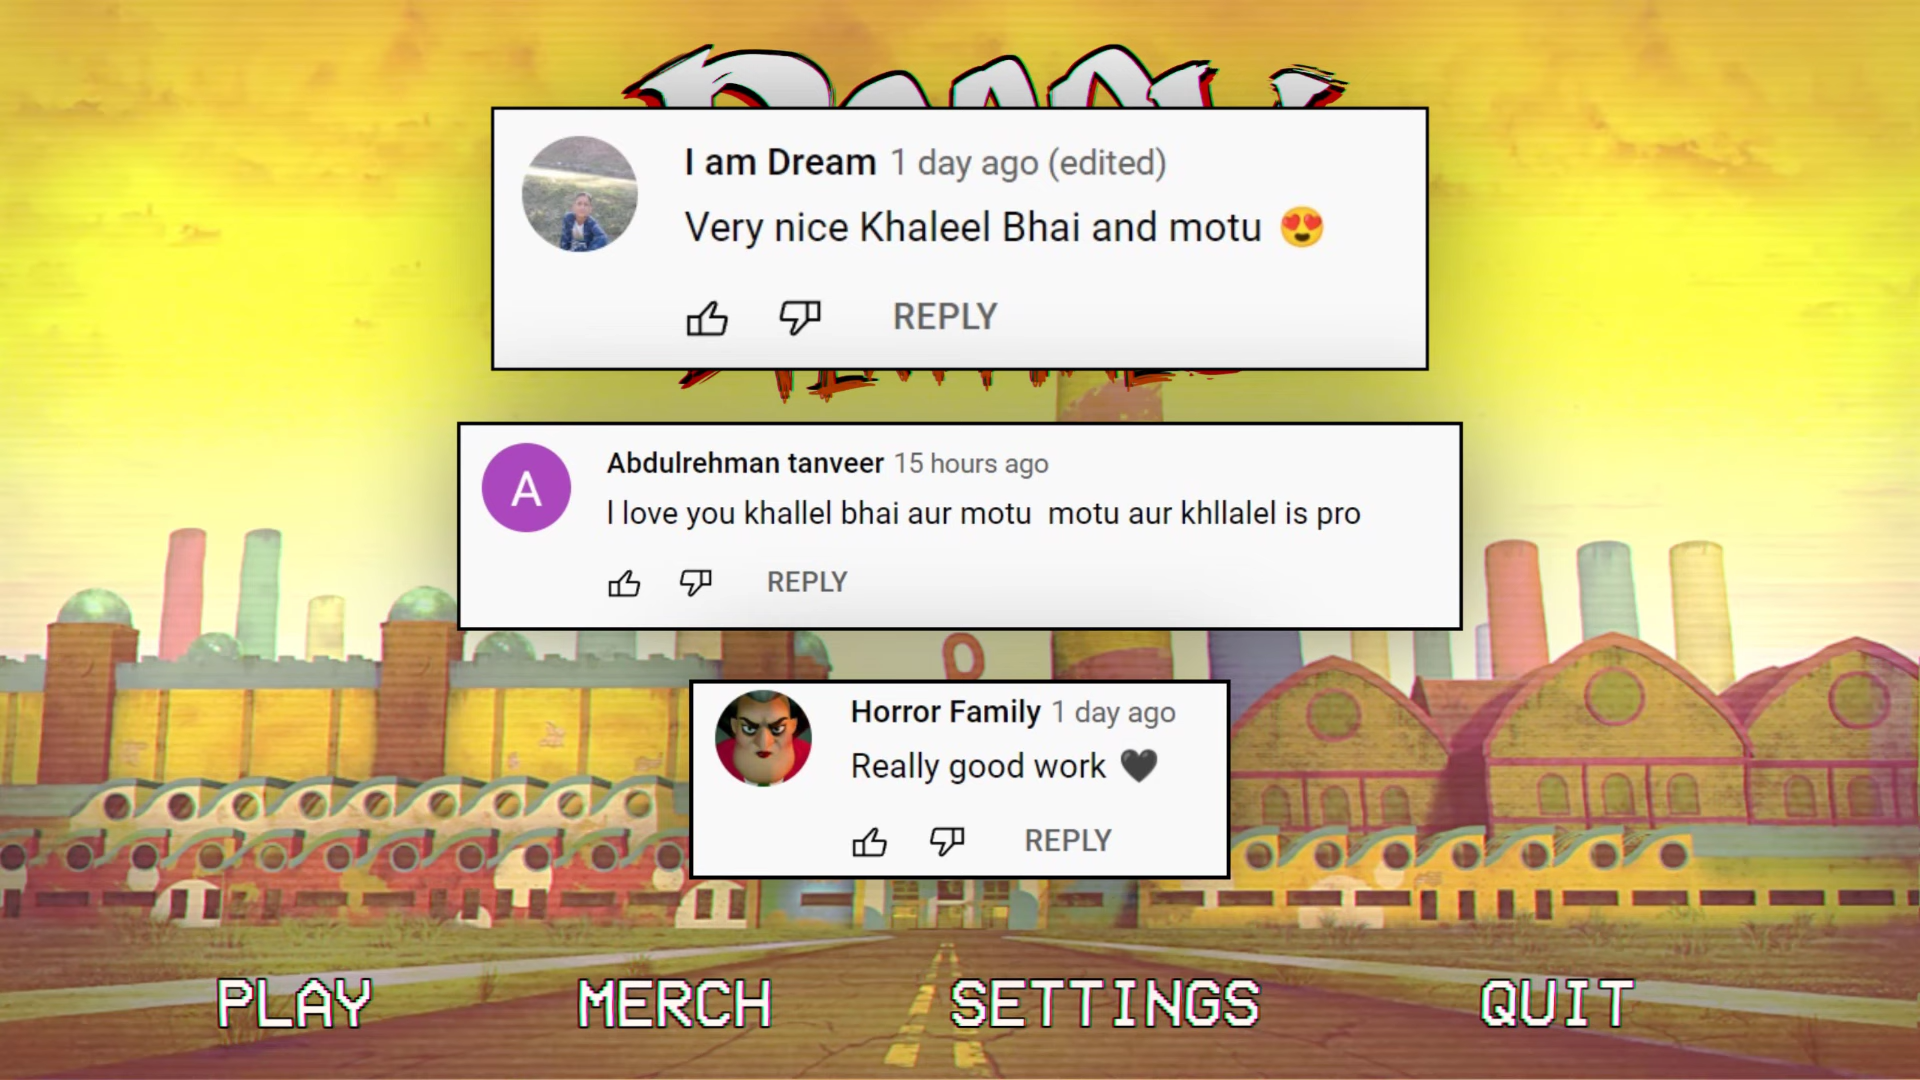 I am Dream 1 day ago (edited)
Very nice Khaleel Bhai and motu 😍
REPLY
A
Abdulrehman tanveer 15 hours ago
I love you khallel bhai aur motu  motu aur khllalel is pro
REPLY
Horror Family 1 day ago
Really good work 🖤
REPLY
PLAY MERCH SETTINGS QUIT